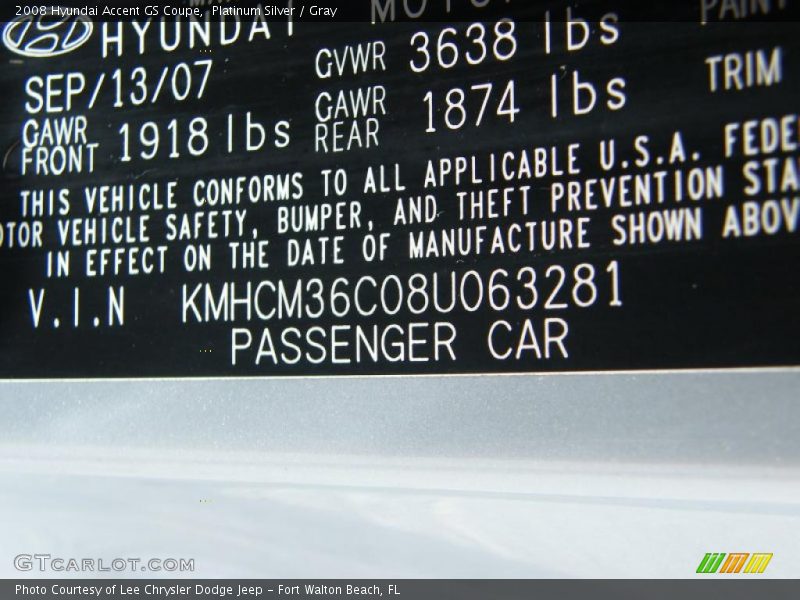 2008 Hyundai Accent GS Coupe, Platinum Silver / Gray
HYUNDAI MOTOR PAINT
SEP/13/07 GVWR 3638 lbs TRIM
GAWR FRONT 1918 lbs GAWR REAR 1874 lbs
THIS VEHICLE CONFORMS TO ALL APPLICABLE U.S.A. FEDE
OTOR VEHICLE SAFETY, BUMPER, AND THEFT PREVENTION STA
IN EFFECT ON THE DATE OF MANUFACTURE SHOWN ABOV
V.I.N KMHCM36C08U063281
PASSENGER CAR
GTCARLOT.COM
Photo Courtesy of Lee Chrysler Dodge Jeep - Fort Walton Beach, FL